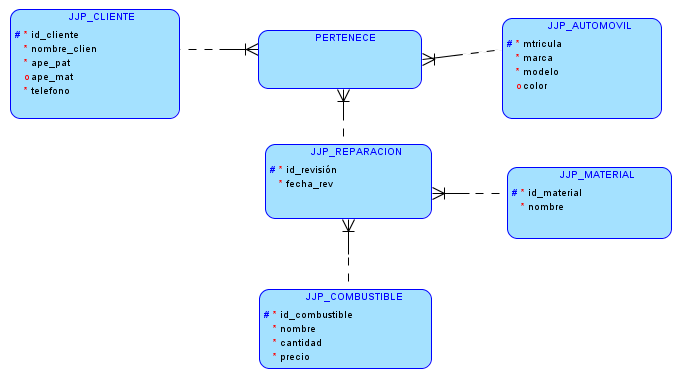 JJP_CLIENTE
# * id_cliente
* nombre_clien
* ape_pat
o ape_mat
* telefono
PERTENECE
JJP_AUTOMOVIL
# * mtricula
* marca
* modelo
o color
JJP_REPARACION
# * id_revisión
* fecha_rev
JJP_MATERIAL
# * id_material
* nombre
JJP_COMBUSTIBLE
# * id_combustible
* nombre
* cantidad
* precio